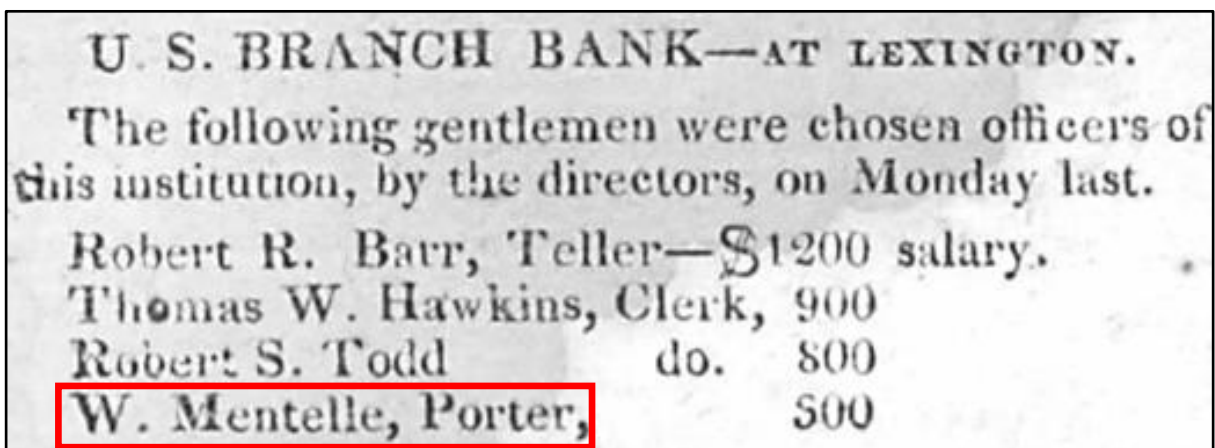 U. S. BRANCH BANK—AT LEXINGTON.
The following gentlemen were chosen officers of
this institution, by the directors, on Monday last.
Robert R. Barr, Teller—$1200 salary.
Thomas W. Hawkins, Clerk, 900
Robert S. Todd do. 800
W. Mentelle, Porter, 500